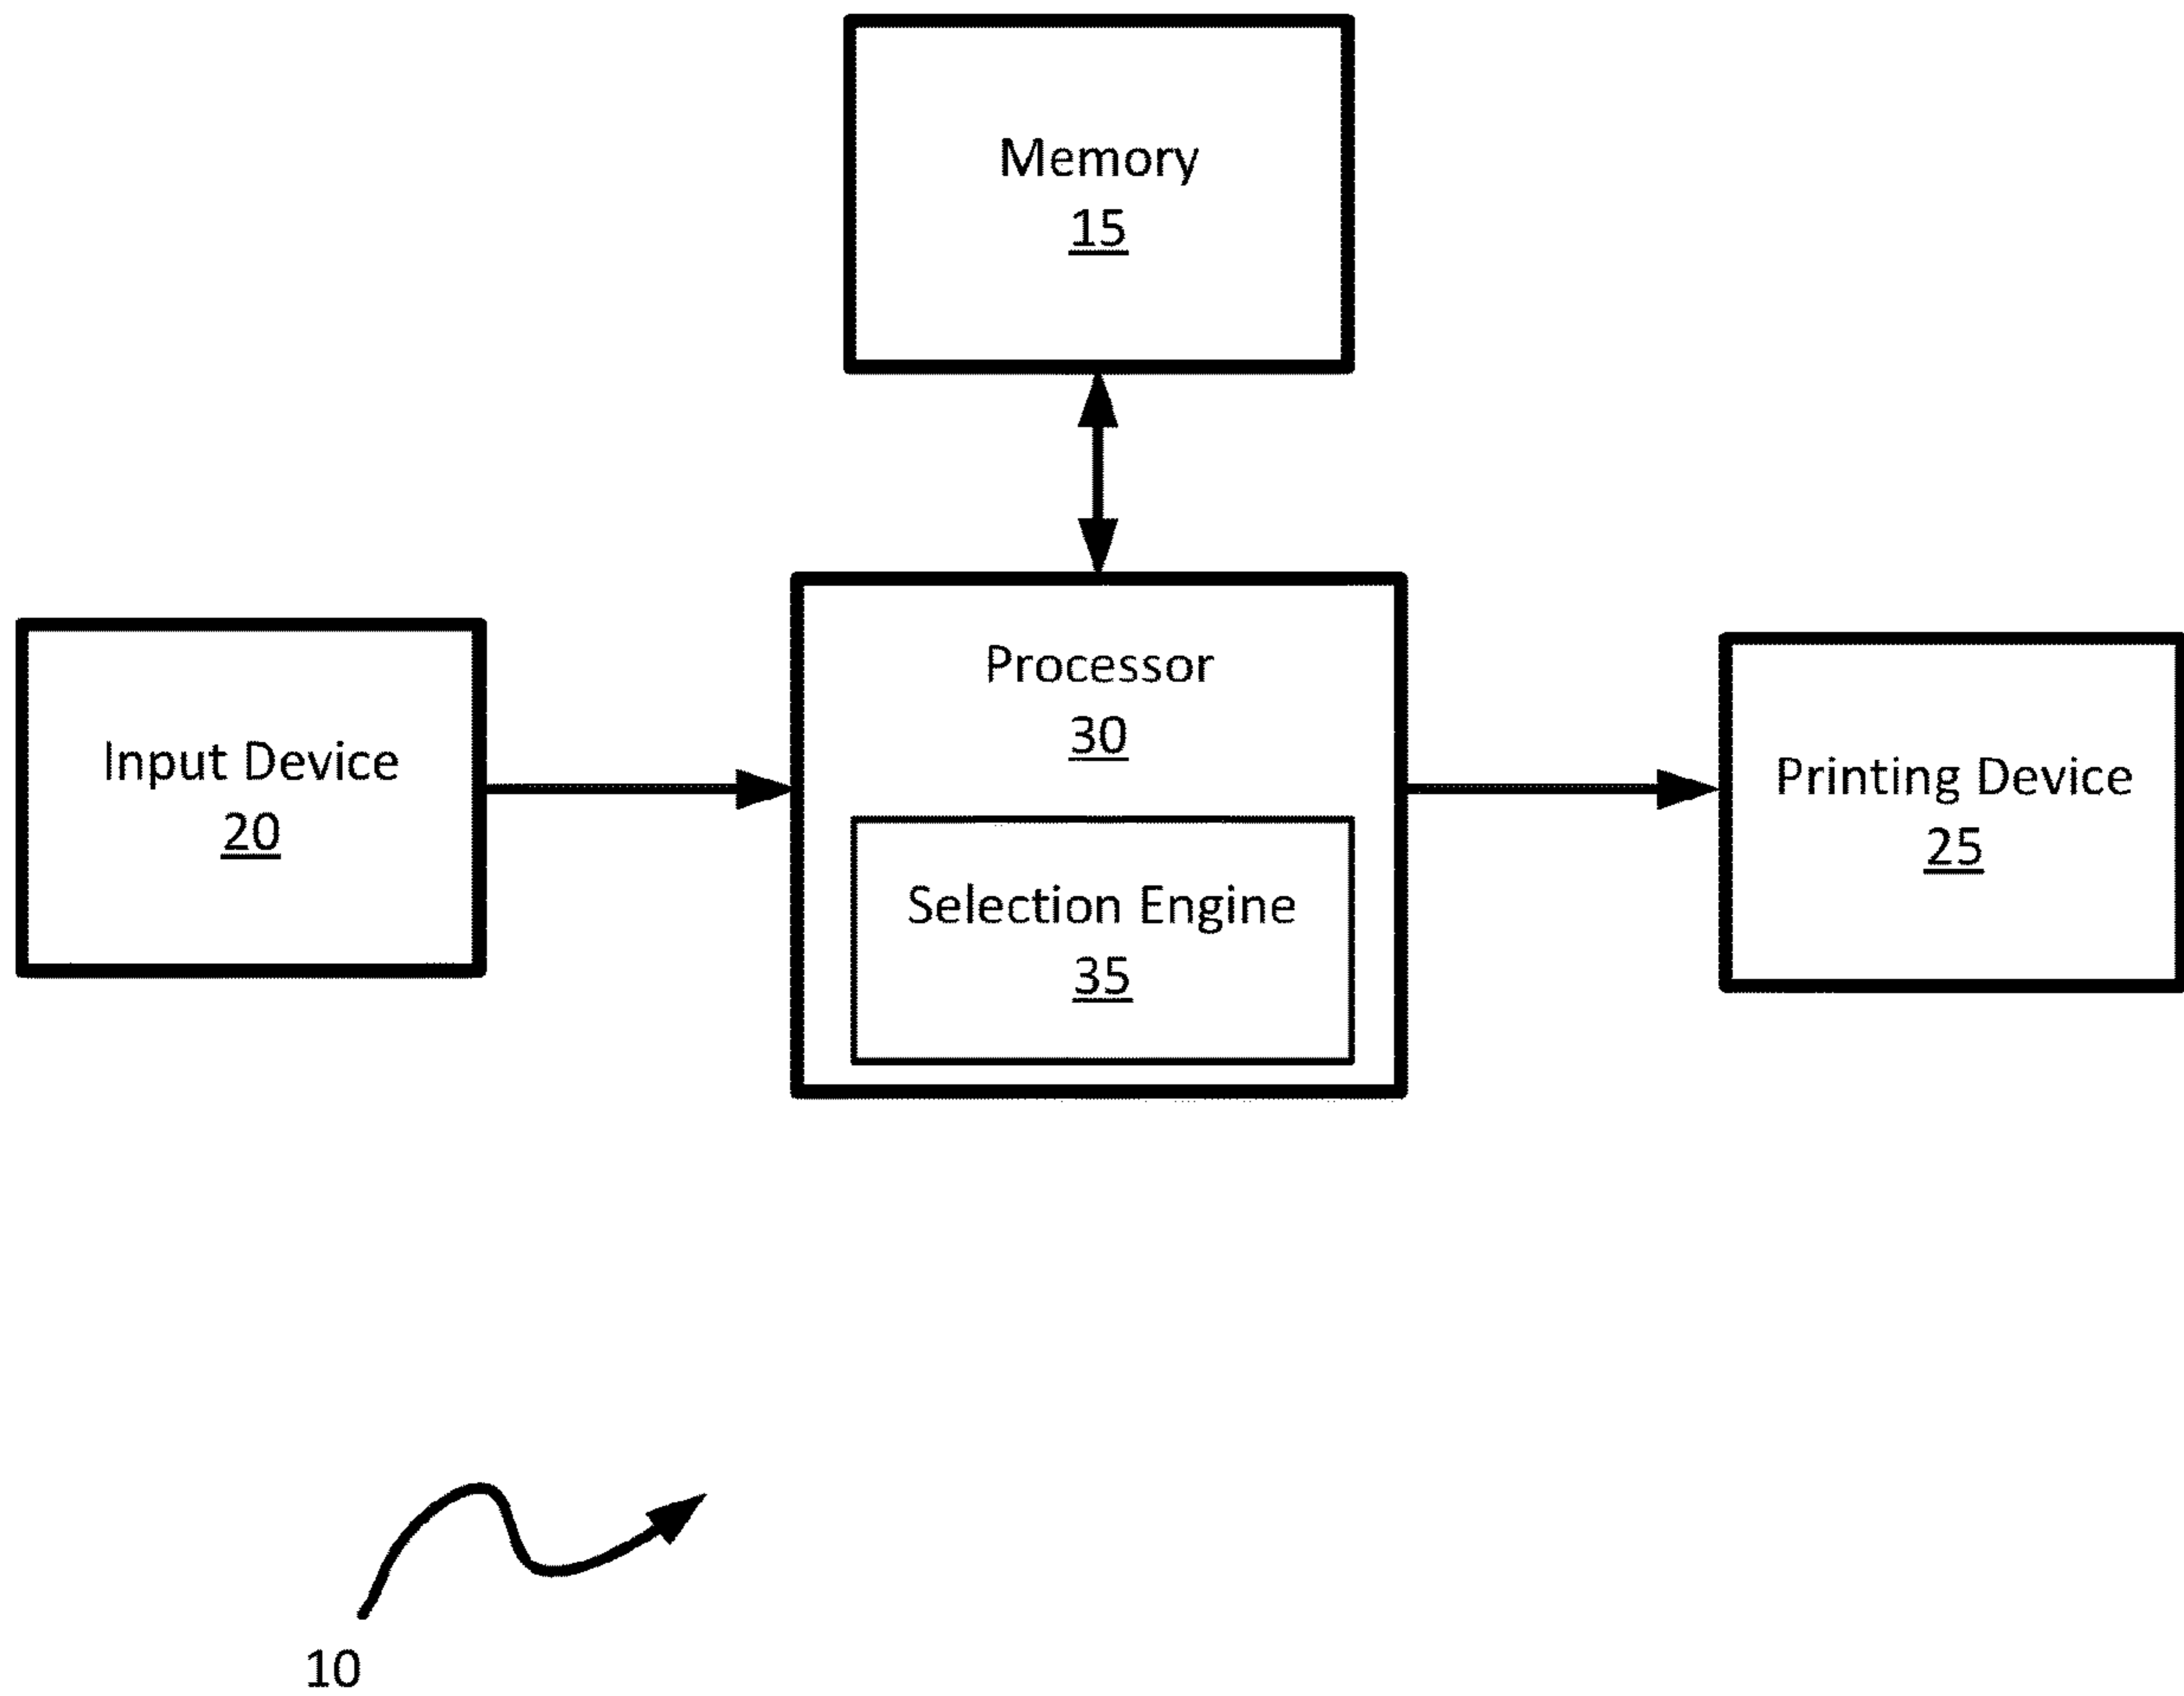 Memory
15
Input Device
20
Processor
30
Selection Engine
35
Printing Device
25
10